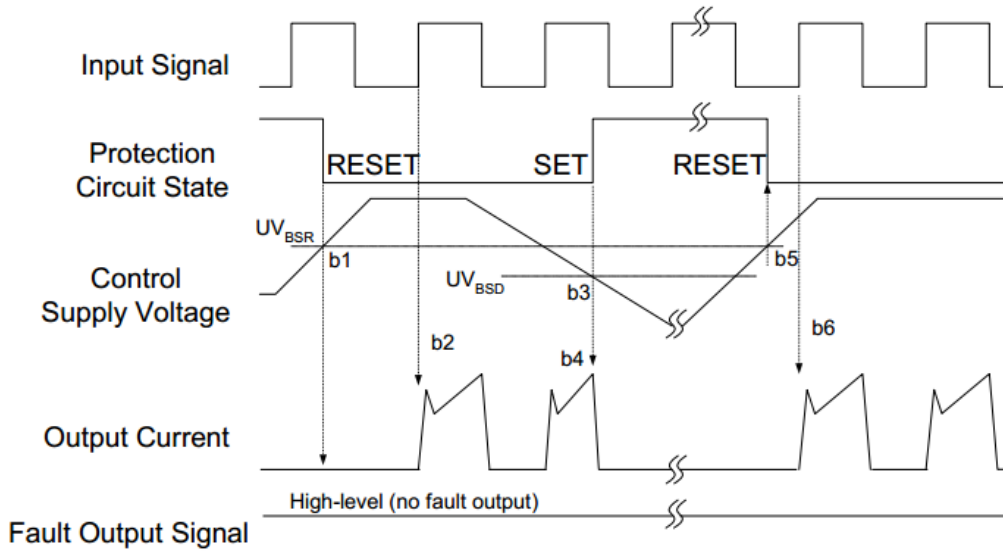 Input Signal
Protection
Circuit State
RESET
SET
RESET
UV_BSR
b1
b5
Control
Supply Voltage
UV_BSD
b3
b2
b4
b6
Output Current
High-level (no fault output)
Fault Output Signal